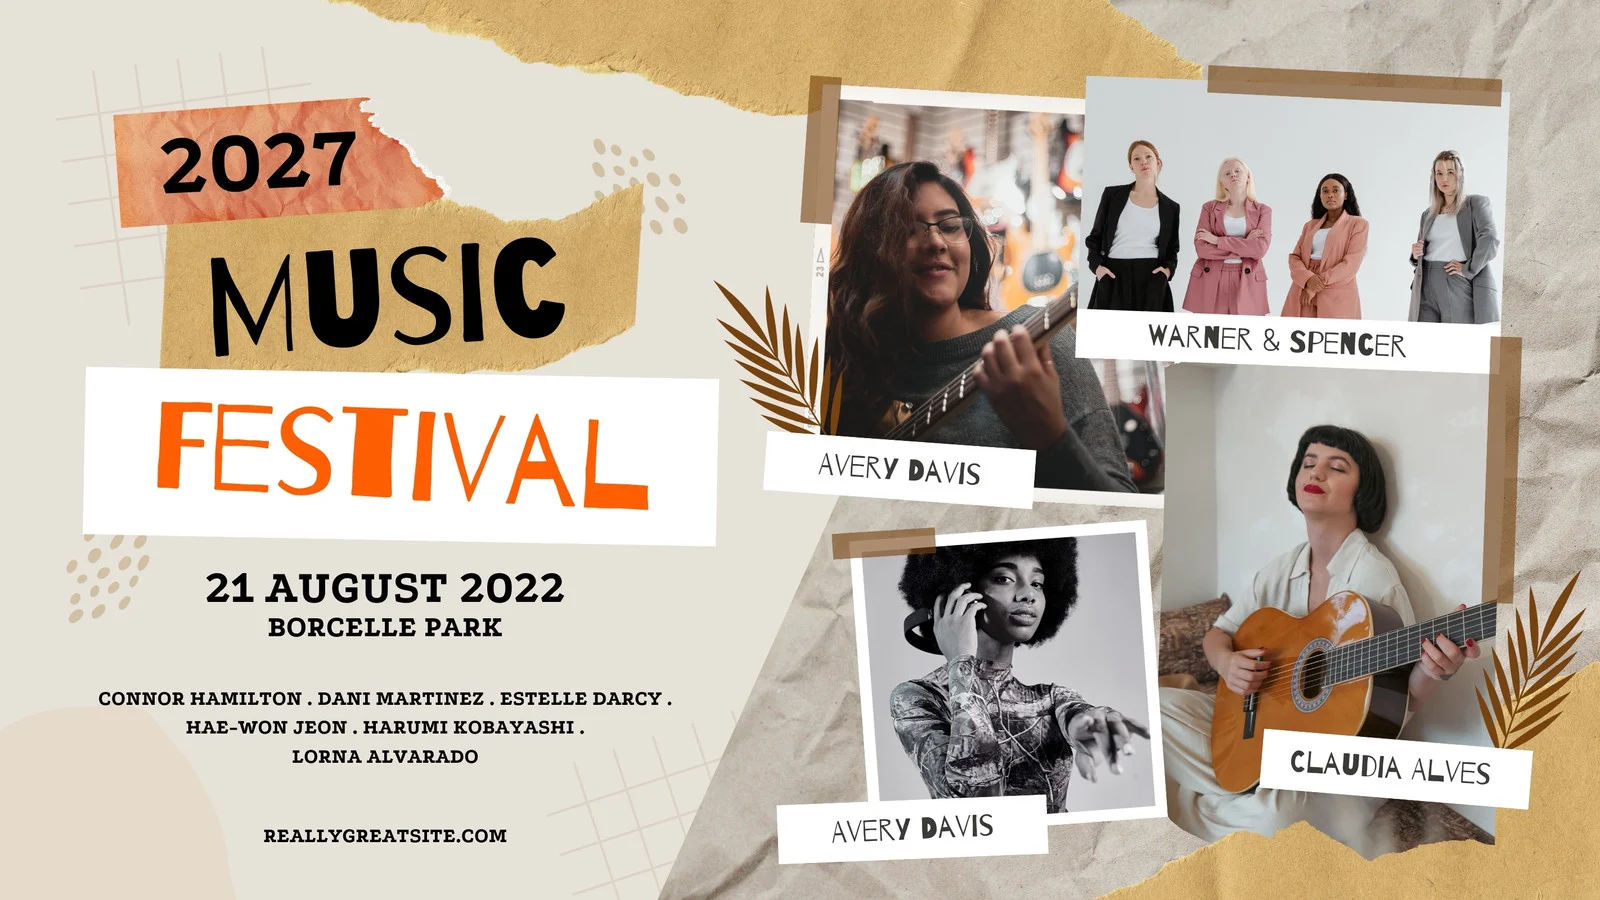 2027
MUSIC
FESTIVAL
21 AUGUST 2022
BORCELLE PARK
CONNOR HAMILTON . DANI MARTINEZ . ESTELLE DARCY .
HAE-WON JEON . HARUMI KOBAYASHI .
LORNA ALVARADO
REALLYGREATSITE.COM
23
WARNER & SPENCER
AVERY DAVIS
CLAUDIA ALVES
AVERY DAVIS